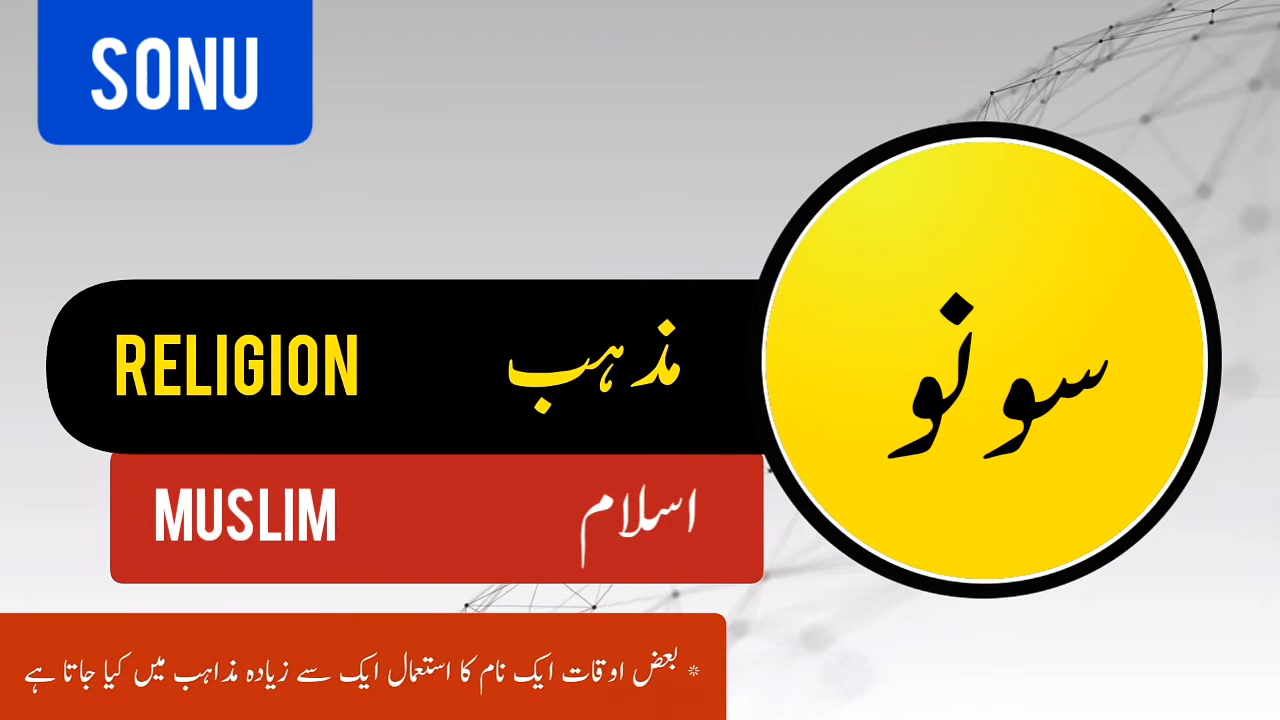 SONU
سونو
RELIGION مذہب
MUSLIM اسلام
* بعض اوقات ایک نام کا استعمال ایک سے زیادہ مذاہب میں کیا جاتا ہے